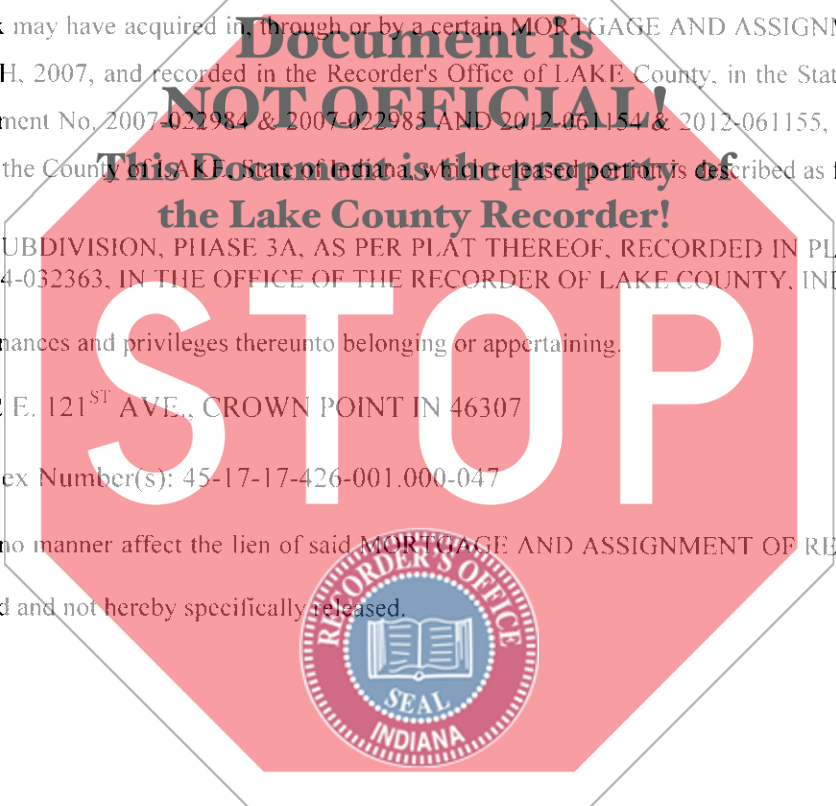 k may have acquired in, through or by a certain MORTGAGE AND ASSIGNM
Document is
H, 2007, and recorded in the Recorder's Office of LAKE County, in the Stat
NOT OFFICIAL!
ment No. 2007-022984 & 2007-022985 AND 2012-061154 & 2012-061155,
the County of LAKE, State of Indiana, which released portion is described as f
This Document is the property of
the Lake County Recorder!
UBDIVISION, PHASE 3A, AS PER PLAT THEREOF, RECORDED IN PLA
4-032363, IN THE OFFICE OF THE RECORDER OF LAKE COUNTY, IND
STOP
nances and privileges thereunto belonging or appertaining.
2 E. 121ST AVE., CROWN POINT IN 46307
ex Number(s): 45-17-17-426-001.000-047
no manner affect the lien of said MORTGAGE AND ASSIGNMENT OF RE
d and not hereby specifically released.
RECORDER'S OFFICE
SEAL
INDIANA